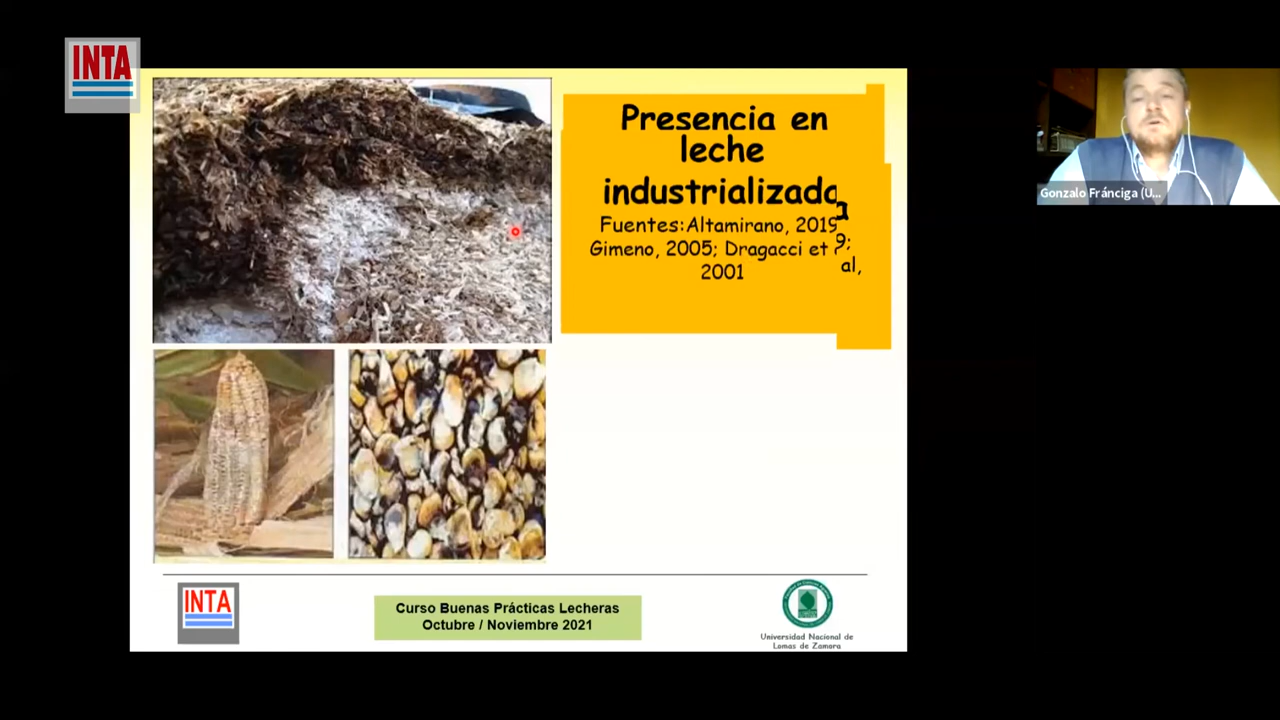 INTA
Presencia en
leche
industrializada
Fuentes:Altamirano, 2019;
Gimeno, 2005; Dragacci et al,
2001
Gonzalo Fránciga (U...
INTA
Curso Buenas Prácticas Lecheras
Octubre / Noviembre 2021
Universidad Nacional de
Lomas de Zamora